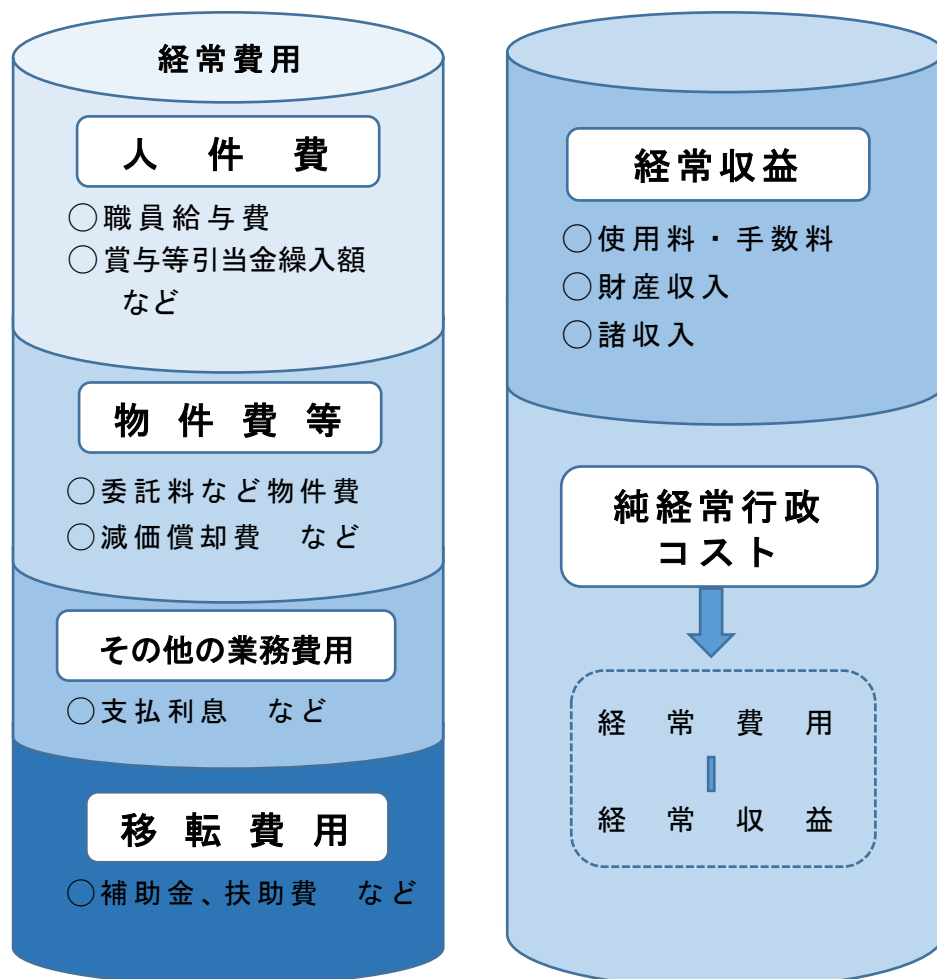 経常費用
人件費
○職員給与費
○賞与等引当金繰入額
など
物件費等
○委託料など物件費
○減価償却費 など
その他の業務費用
○支払利息 など
移転費用
○補助金、扶助費 など
経常収益
○使用料・手数料
○財産収入
○諸収入
純経常行政
コスト
経常費用
経常収益